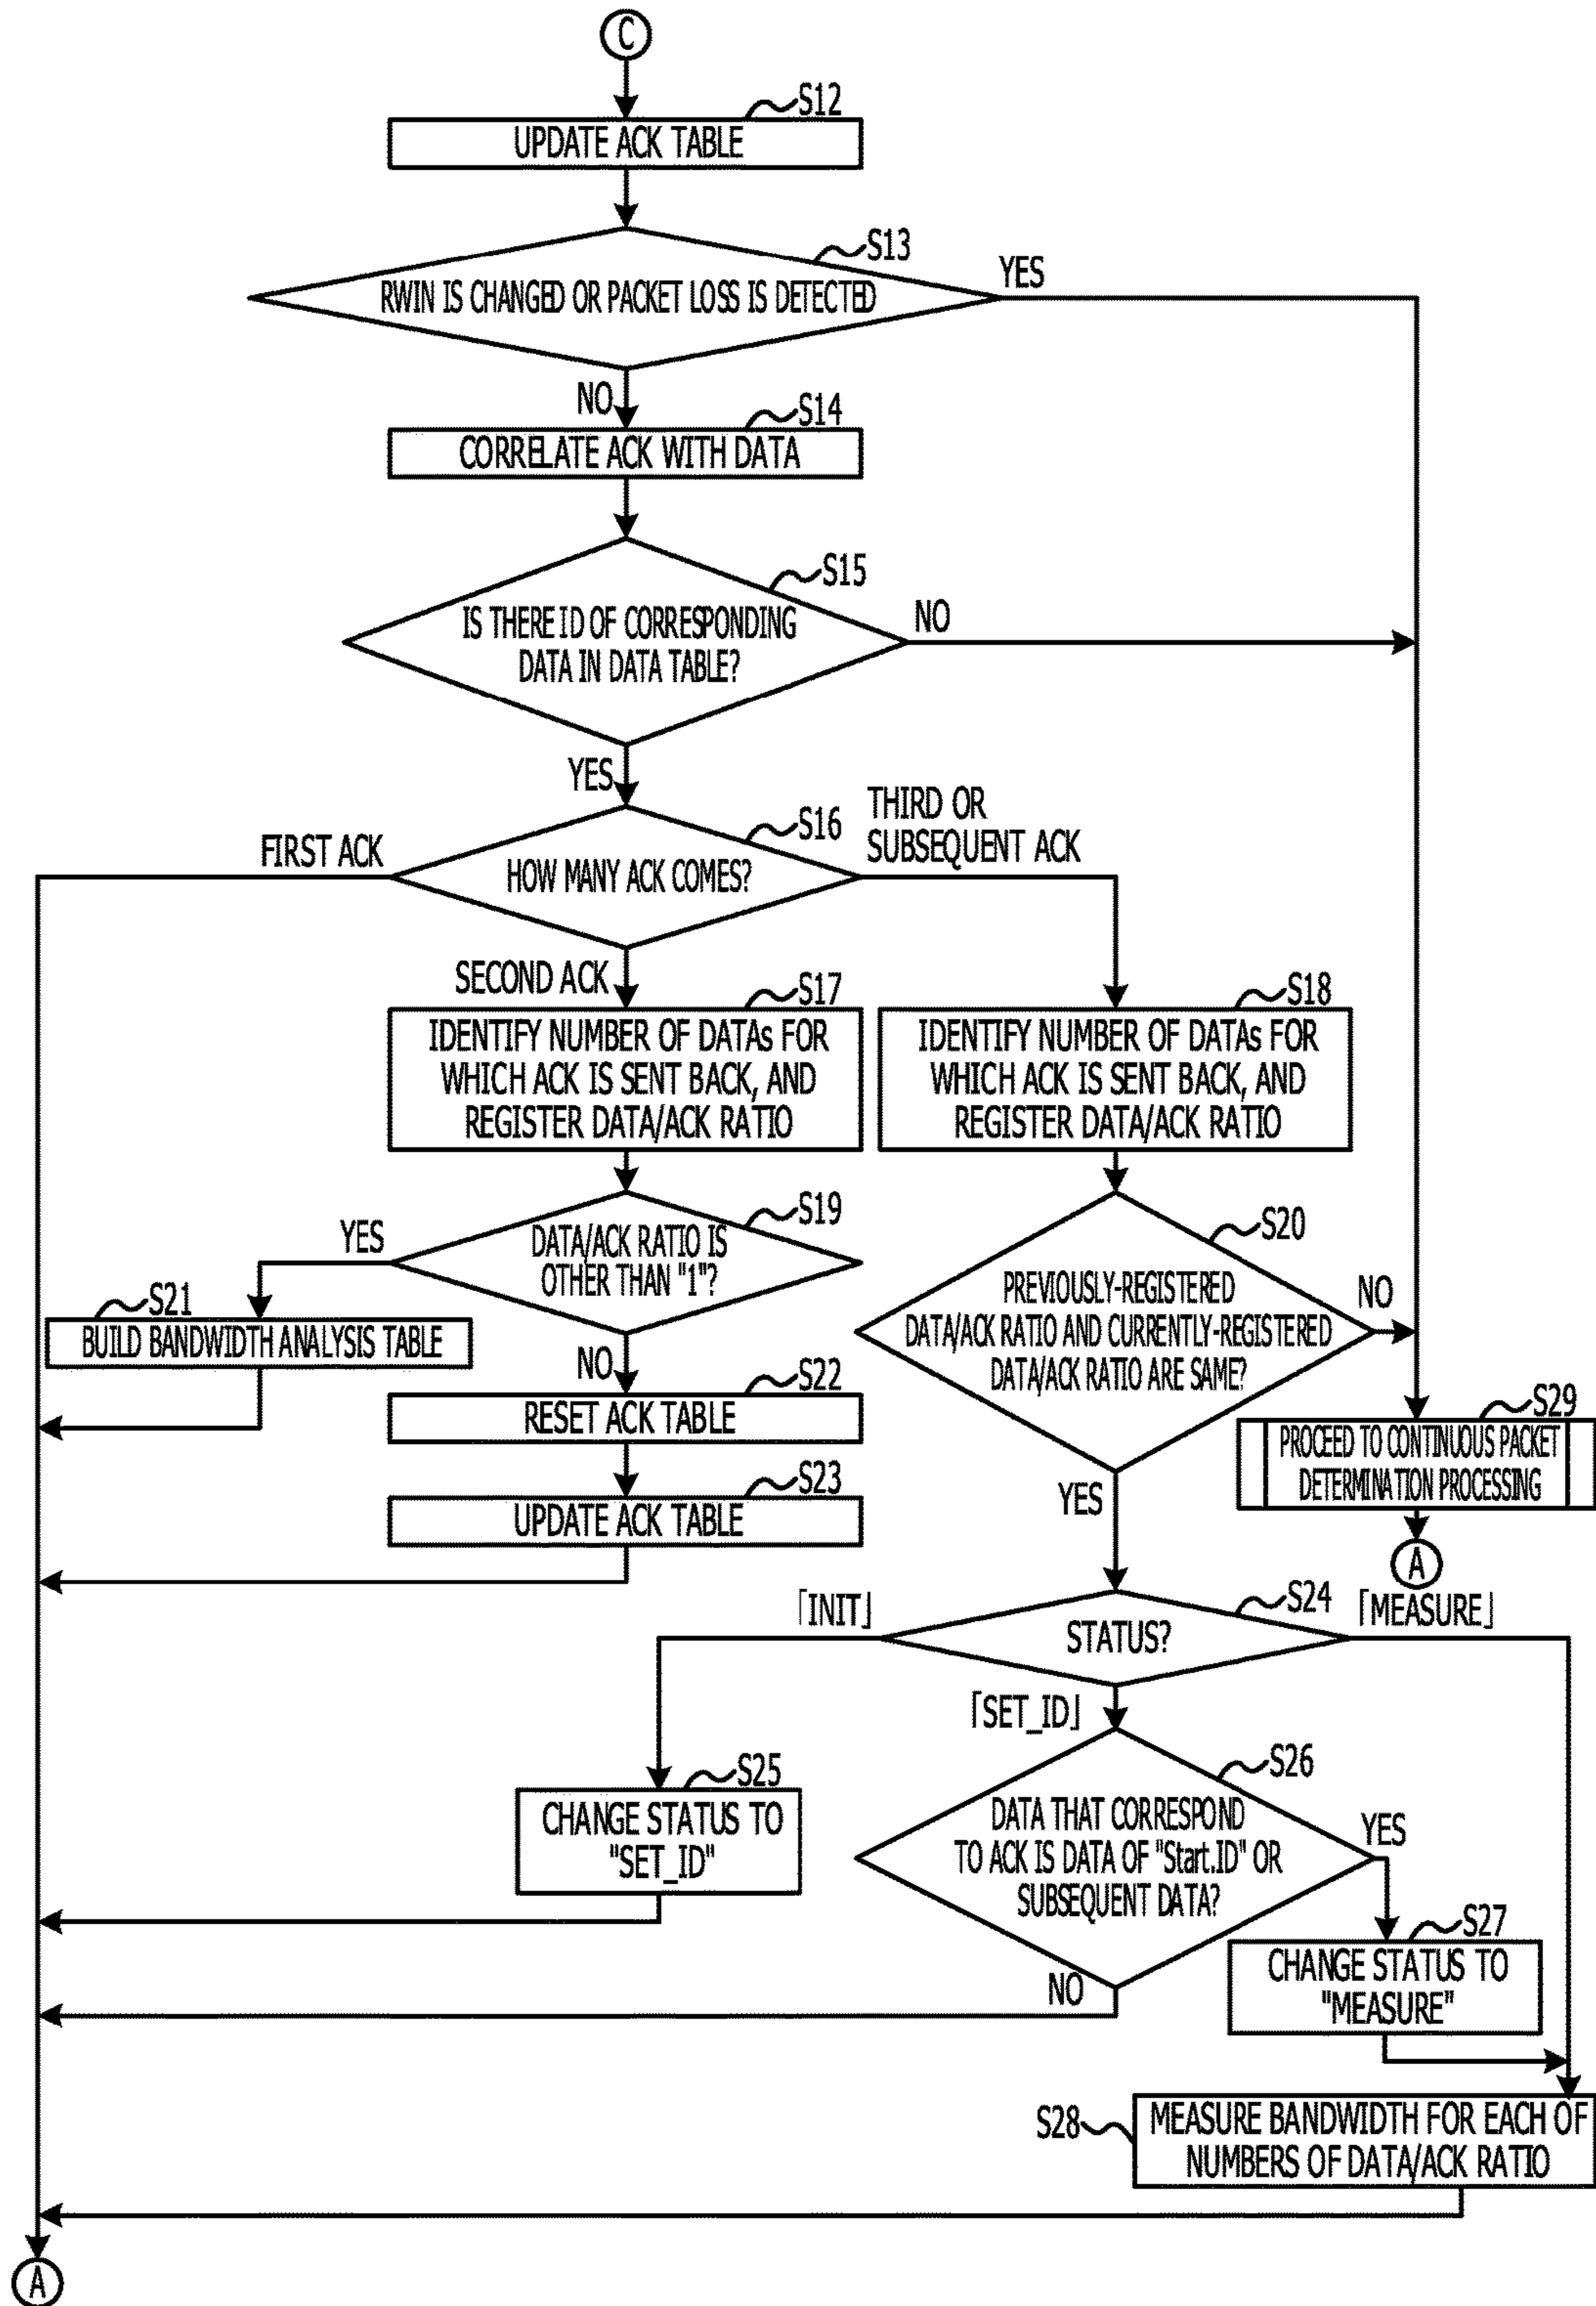 C
S12
UPDATE ACK TABLE
S13
RWIN IS CHANGED OR PACKET LOSS IS DETECTED
YES
NO
S14
CORRELATE ACK WITH DATA
S15
IS THERE ID OF CORRESPONDING
DATA IN DATA TABLE?
NO
YES
S16
HOW MANY ACK COMES?
FIRST ACK
THIRD OR
SUBSEQUENT ACK
SECOND ACK
S17
IDENTIFY NUMBER OF DATAs FOR
WHICH ACK IS SENT BACK, AND
REGISTER DATA/ACK RATIO
S18
IDENTIFY NUMBER OF DATAs FOR
WHICH ACK IS SENT BACK, AND
REGISTER DATA/ACK RATIO
S19
DATA/ACK RATIO IS
OTHER THAN "1"?
YES
NO
S20
PREVIOUSLY-REGISTERED
DATA/ACK RATIO AND CURRENTLY-REGISTERED
DATA/ACK RATIO ARE SAME?
NO
YES
S21
BUILD BANDWIDTH ANALYSIS TABLE
S22
RESET ACK TABLE
S23
UPDATE ACK TABLE
S29
PROCEED TO CONTINUOUS PACKET
DETERMINATION PROCESSING
A
S24
STATUS?
「INIT」
「MEASURE」
「SET_ID」
S25
CHANGE STATUS TO
"SET_ID"
S26
DATA THAT CORRESPOND
TO ACK IS DATA OF "Start.ID" OR
SUBSEQUENT DATA?
YES
NO
S27
CHANGE STATUS TO
"MEASURE"
S28
MEASURE BANDWIDTH FOR EACH OF
NUMBERS OF DATA/ACK RATIO
A